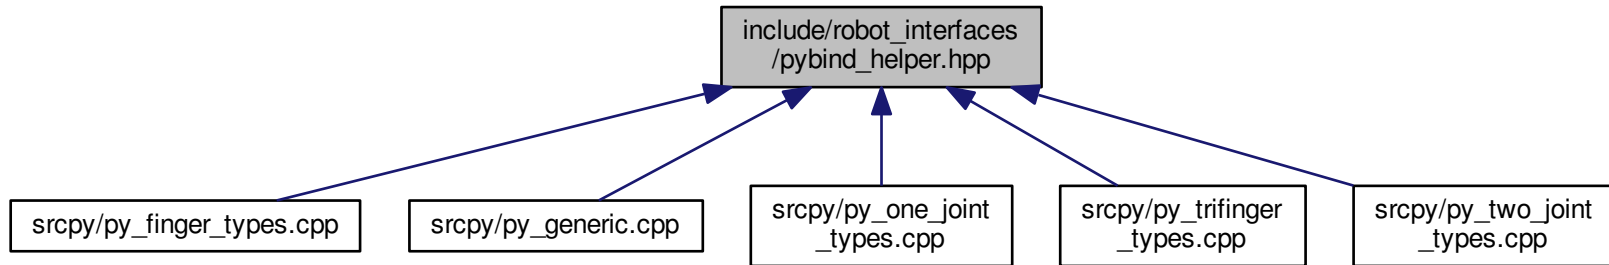 include/robot_interfaces
/pybind_helper.hpp
srcpy/py_finger_types.cpp
srcpy/py_generic.cpp
srcpy/py_one_joint
_types.cpp
srcpy/py_trifinger
_types.cpp
srcpy/py_two_joint
_types.cpp